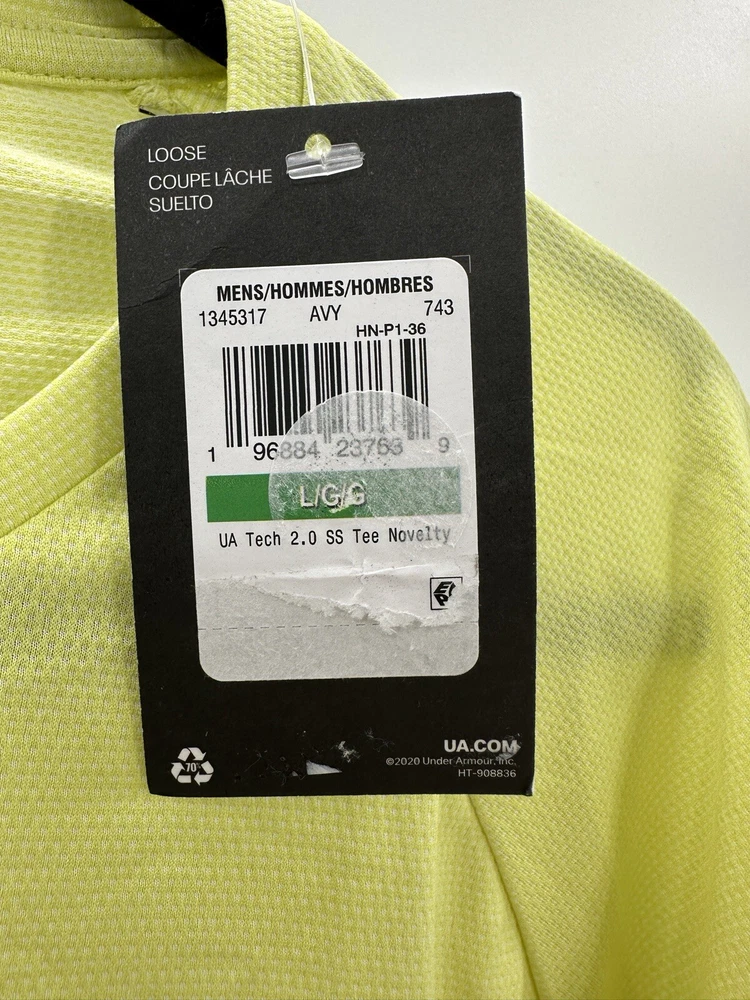 LOOSE
COUPE LÂCHE
SUELTO
MENS/HOMMES/HOMBRES
1345317 AVY 743
HN-P1-36
1 96884 23763 9
L/G/G
UA Tech 2.0 SS Tee Novelty
70%
UA.COM
©2020 Under Armour, Inc.
HT-908836